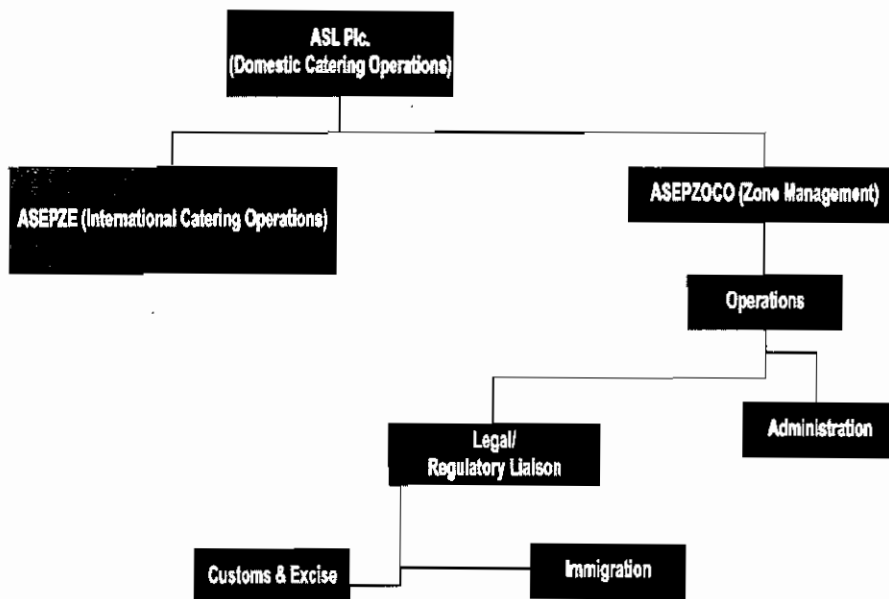 ASL Plc.
(Domestic Catering Operations)
ASEPZE (International Catering Operations)
ASEPZOCO (Zone Management)
Operations
Administration
Legal/
Regulatory Liaison
Customs & Excise
Immigration